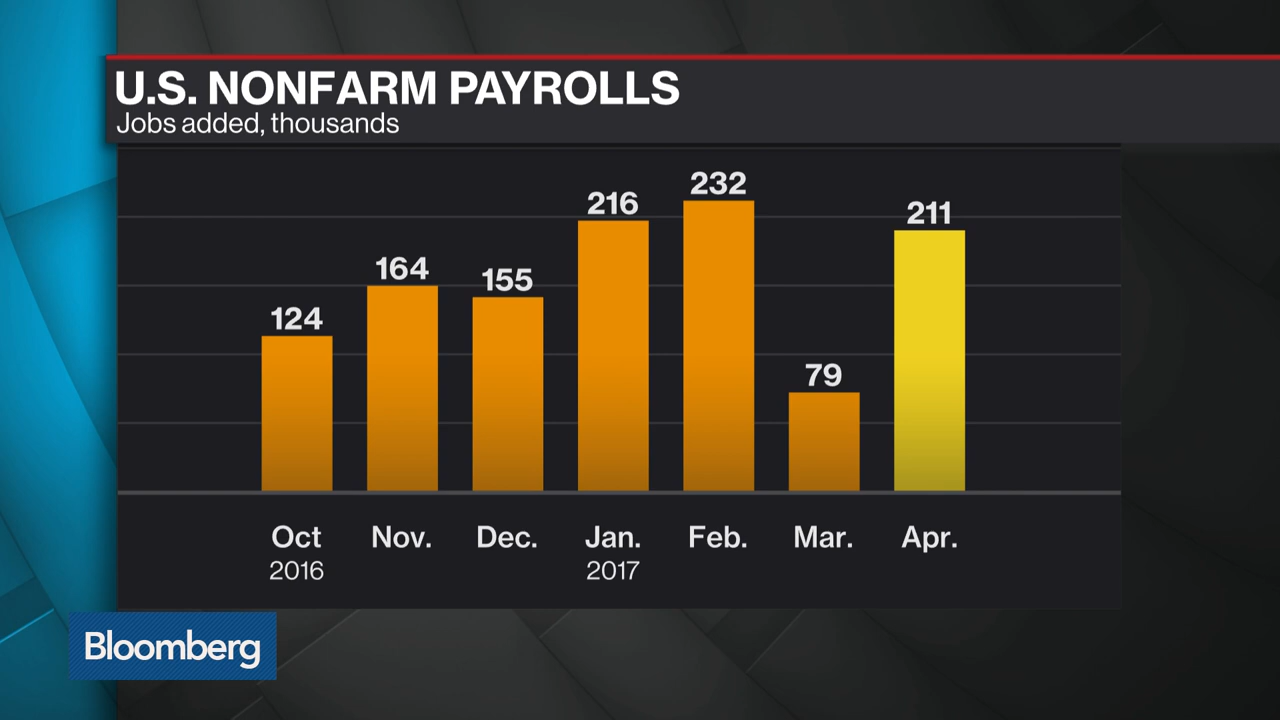 U.S. NONFARM PAYROLLS
Jobs added, thousands
124
164
155
216
232
79
211
Oct Nov. Dec. Jan. Feb. Mar. Apr.
2016 2017
Bloomberg